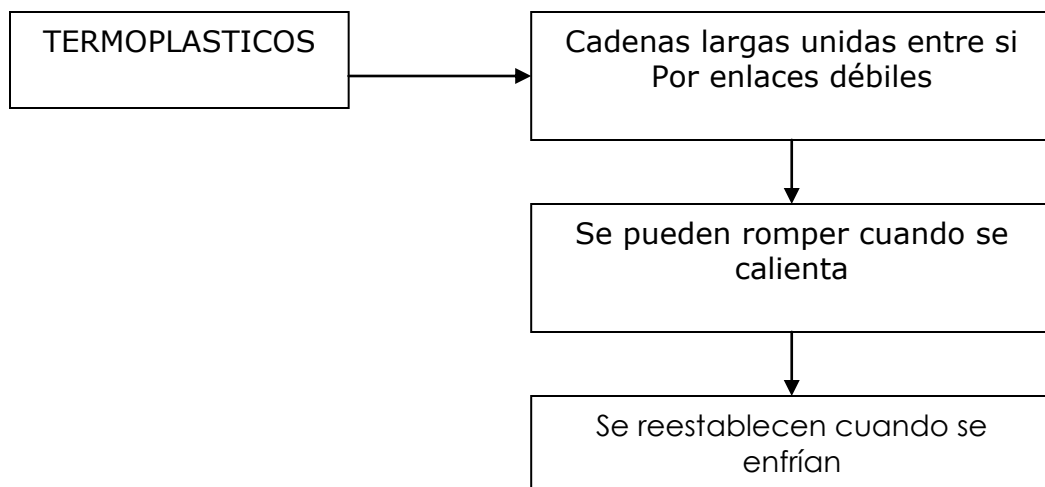 TERMOPLASTICOS
Cadenas largas unidas entre si
Por enlaces débiles
Se pueden romper cuando se
calienta
Se reestablecen cuando se
enfrían